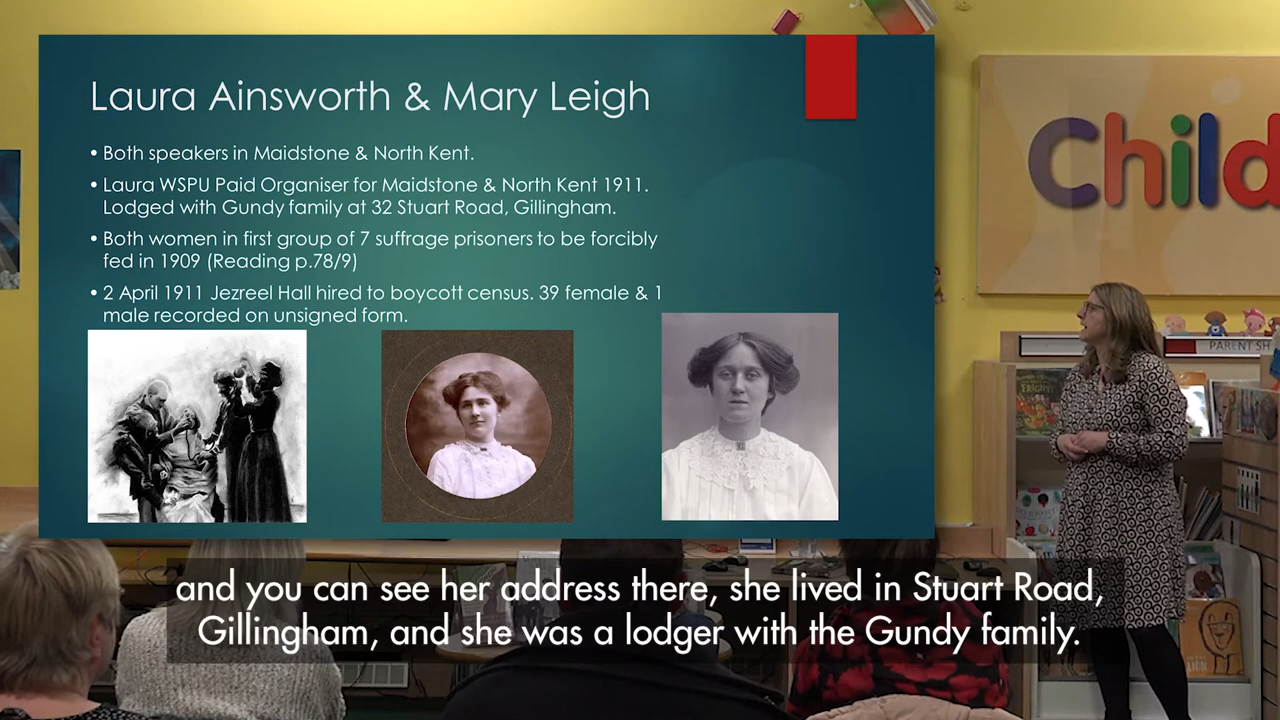 Laura Ainsworth & Mary Leigh
• Both speakers in Maidstone & North Kent.
• Laura WSPU Paid Organiser for Maidstone & North Kent 1911.
Lodged with Gundy family at 32 Stuart Road, Gillingham.
• Both women in first group of 7 suffrage prisoners to be forcibly
fed in 1909 (Reading p.78/9)
• 2 April 1911 Jezreel Hall hired to boycott census. 39 female & 1
male recorded on unsigned form.
Child
PARENT SH
and you can see her address there, she lived in Stuart Road,
Gillingham, and she was a lodger with the Gundy family.